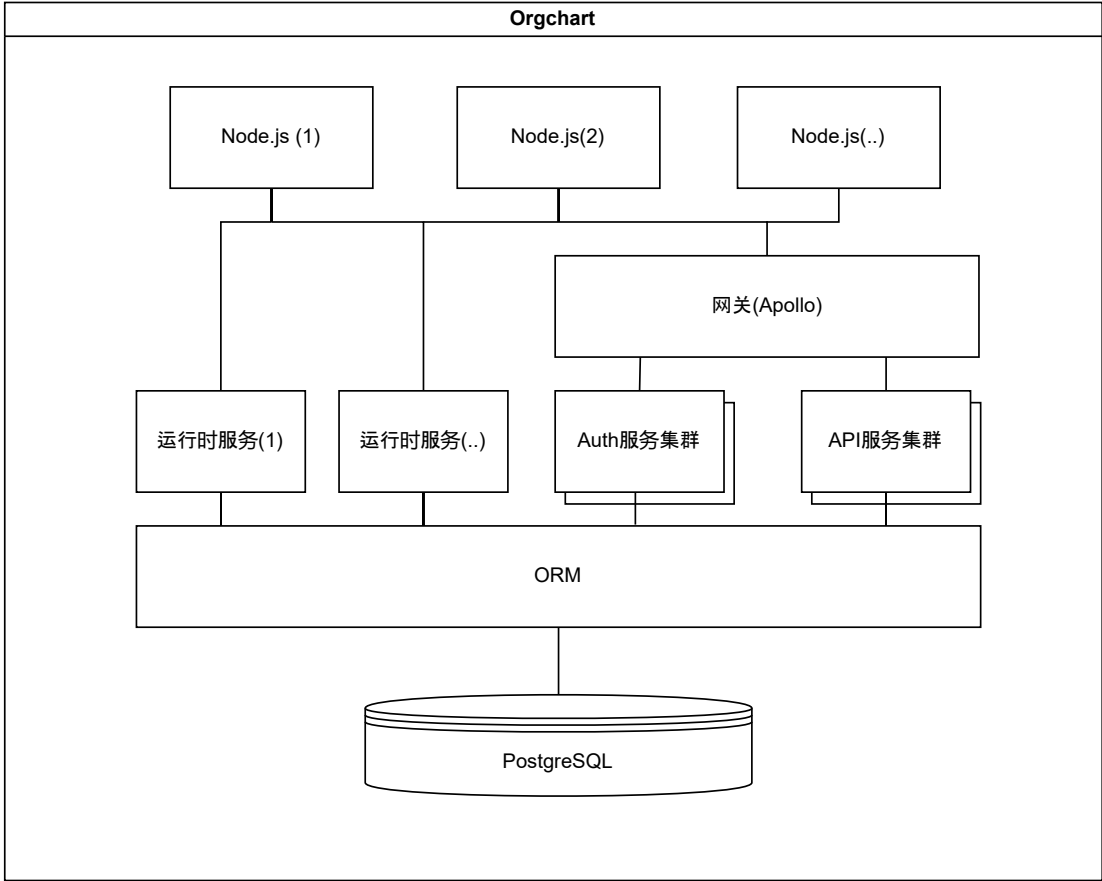 Orgchart
Node.js (1)
Node.js(2)
Node.js(..)
网关(Apollo)
运行时服务(1)
运行时服务(..)
Auth服务集群
API服务集群
ORM
PostgreSQL